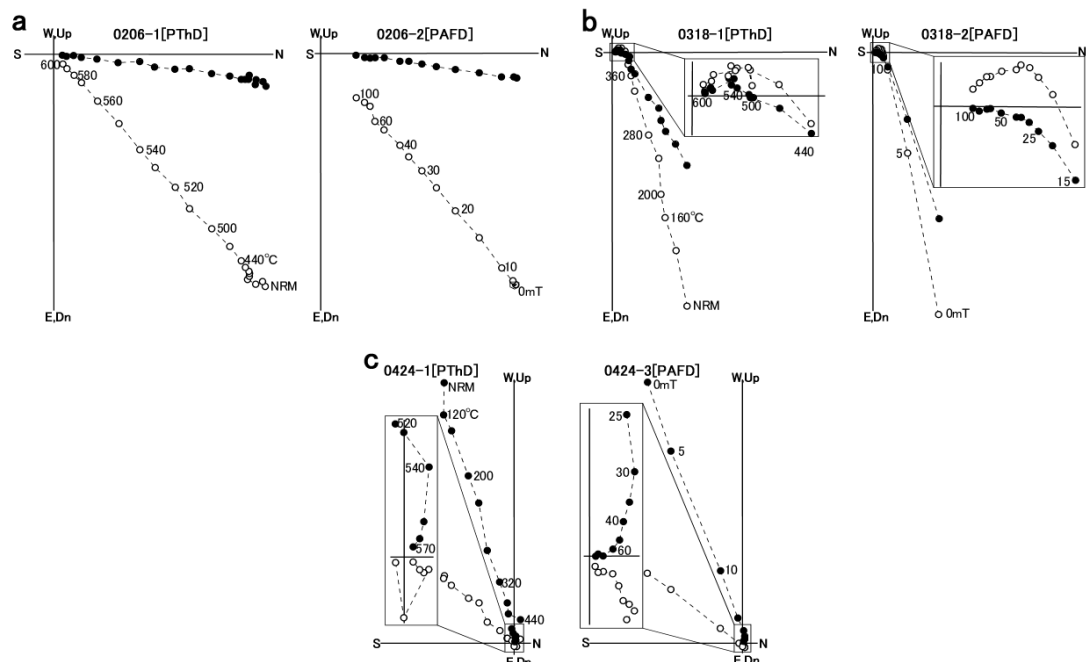 a
0206-1[PThD]
0206-2[PAFD]
W,Up
N
600
580
560
540
520
500
440°C
NRM
E,Dn
W,Up
N
100
60
40
30
20
10
0mT
E,Dn
b
0318-1[PThD]
0318-2[PAFD]
W,Up
S
N
360
280
200
160°C
NRM
600
540
500
440
E,Dn
W,Up
S
N
10
5
0mT
100
50
25
15
E,Dn
c
0424-1[PThD]
0424-3[PAFD]
W,Up
NRM
120°C
200
320
440
520
540
570
S
N
E,Dn
W,Up
0mT
5
10
25
30
40
60
S
N
E,Dn